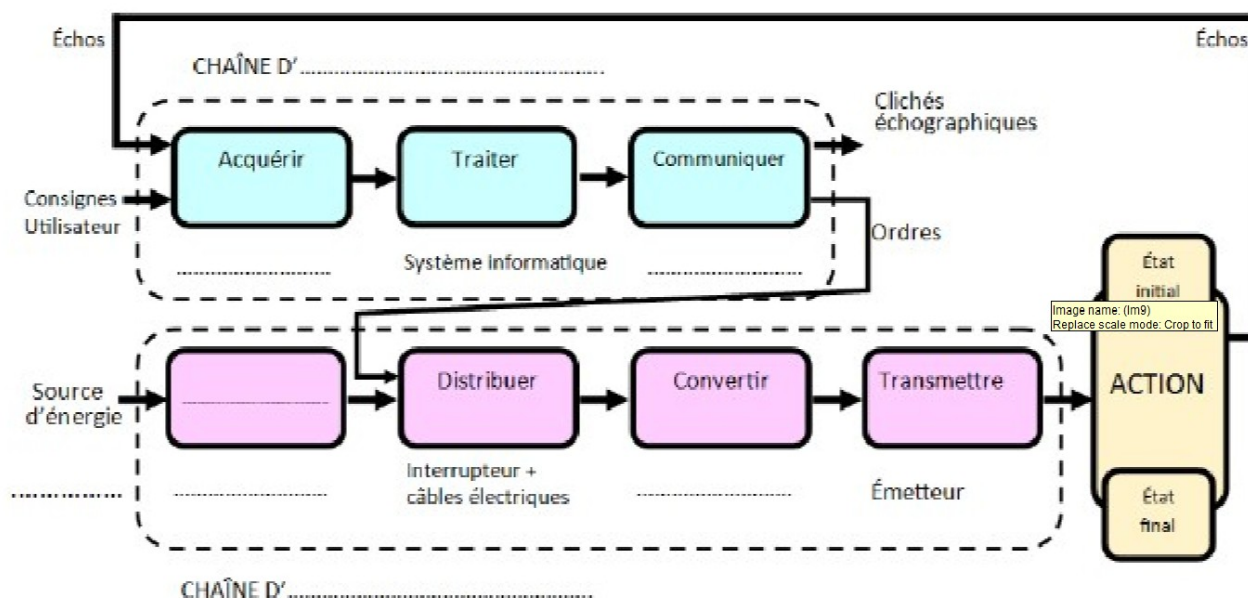 Échos
Échos
CHAÎNE D'..........................................................
Clichés
échographiques
Acquérir
Traiter
Communiquer
Consignes
Utilisateur
Ordres
..............................
Système informatique
..............................
État
initial
Image name: (Im9)
Replace scale mode: Crop to fit
Source
d'énergie
..............................
Distribuer
Convertir
Transmettre
ACTION
Interrupteur +
câbles électriques
................
..............................
..............................
Émetteur
État
final
CHAÎNE D'..........................................................